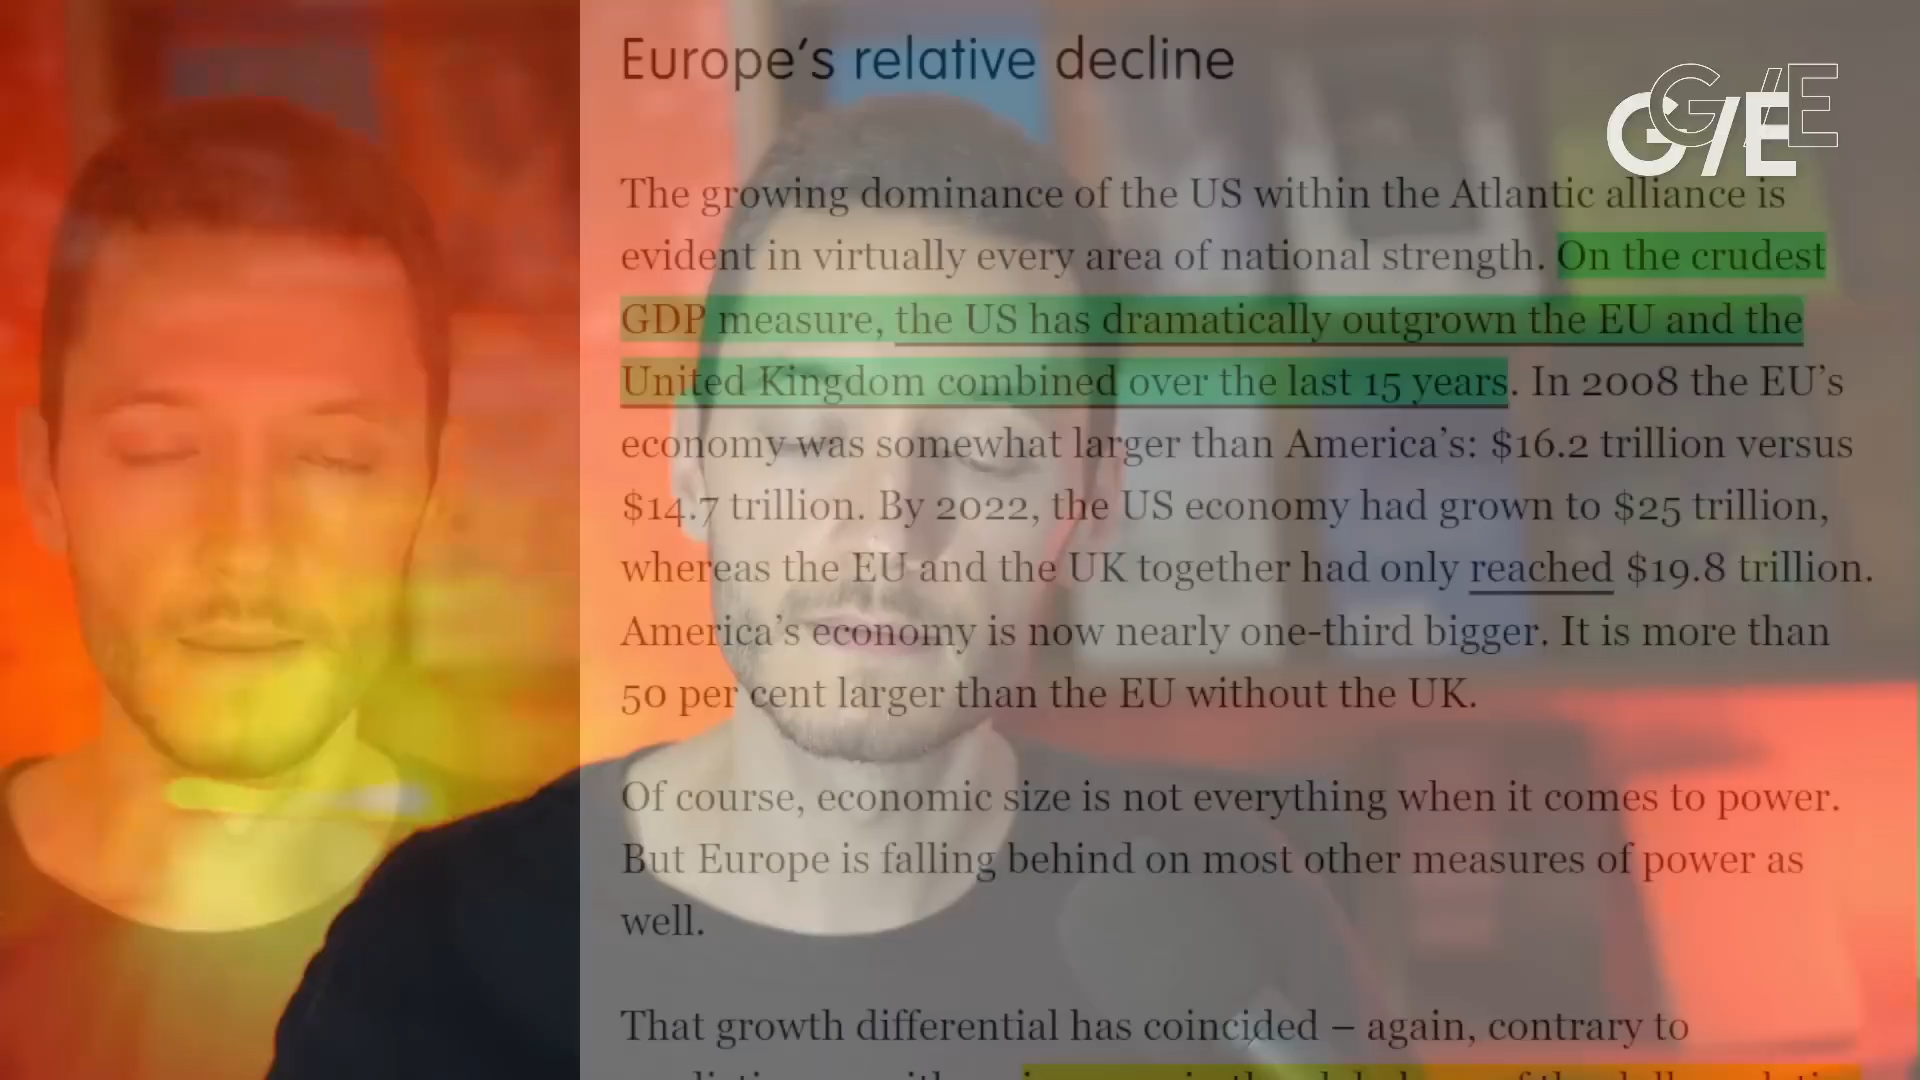 Europe's relative decline
G/E
G/E
The growing dominance of the US within the Atlantic alliance is
evident in virtually every area of national strength. On the crudest
GDP measure, the US has dramatically outgrown the EU and the
United Kingdom combined over the last 15 years. In 2008 the EU's
economy was somewhat larger than America's: $16.2 trillion versus
$14.7 trillion. By 2022, the US economy had grown to $25 trillion,
whereas the EU and the UK together had only reached $19.8 trillion.
America's economy is now nearly one-third bigger. It is more than
50 per cent larger than the EU without the UK.
Of course, economic size is not everything when it comes to power.
But Europe is falling behind on most other measures of power as
well.
That growth differential has coincided – again, contrary to